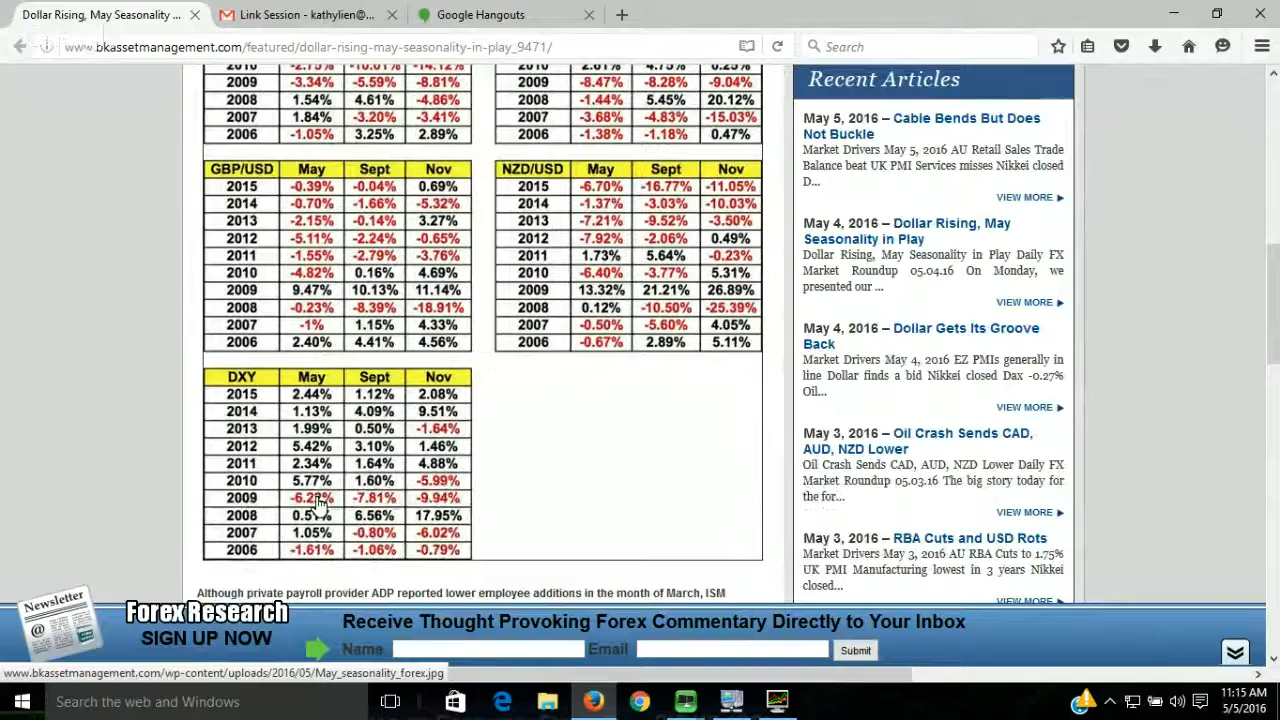 Dollar Rising, May Seasonality ...
Link Session - kathylien@...
Google Hangouts
www.bkassetmanagement.com/featured/dollar-rising-may-seasonality-in-play_9471/
Search
2009 -3.34% -5.59% -8.81%
2008 1.54% 4.61% -4.86%
2007 1.84% -3.20% -3.41%
2006 -1.05% 3.25% 2.89%
2009 -8.47% -8.28% -9.04%
2008 -1.44% 5.45% 20.12%
2007 -3.68% -4.83% -15.03%
2006 -1.38% -1.18% 0.47%
GBP/USD May Sept Nov
2015 -0.39% -0.04% 0.69%
2014 -0.70% -1.66% -5.32%
2013 -2.15% -0.14% 3.27%
2012 -5.11% -2.24% -0.65%
2011 -1.55% -2.79% -3.76%
2010 -4.82% 0.16% 4.69%
2009 9.47% 10.13% 11.14%
2008 -0.23% -8.39% -18.91%
2007 -1% 1.15% 4.33%
2006 2.40% 4.41% 4.56%
NZD/USD May Sept Nov
2015 -6.70% -16.77% -11.05%
2014 -1.37% -3.03% -10.03%
2013 -7.21% -9.52% -3.50%
2012 -7.92% -2.06% 0.49%
2011 1.73% 5.64% -0.23%
2010 -6.40% -3.77% 5.31%
2009 13.32% 21.21% 26.89%
2008 0.12% -10.50% -25.39%
2007 -0.50% -5.60% 4.05%
2006 -0.67% 2.89% 5.11%
DXY May Sept Nov
2015 2.44% 1.12% 2.08%
2014 1.13% 4.09% 9.51%
2013 1.99% 0.50% -1.64%
2012 5.42% 3.10% 1.46%
2011 2.34% 1.64% 4.88%
2010 5.77% 1.60% -5.99%
2009 -7.81% -9.94%
2008 6.56% 17.95%
2007 1.05% -0.80% -6.02%
2006 -1.61% -1.06% -0.79%
Although private payroll provider ADP reported lower employee additions in the month of March, ISM
Recent Articles
May 5, 2016 – Cable Bends But Does
Not Buckle
Market Drivers May 5, 2016 AU Retail Sales Trade
Balance beat UK PMI Services misses Nikkei closed
D...
VIEW MORE
May 4, 2016 – Dollar Rising, May
Seasonality in Play
Dollar Rising, May Seasonality in Play Daily FX
Market Roundup 05.04.16 On Monday, we
presented our ...
VIEW MORE
May 4, 2016 – Dollar Gets Its Groove
Back
Market Drivers May 4, 2016 EZ PMIs generally in
line Dollar finds a bid Nikkei closed Dax -0.27%
Oil...
VIEW MORE
May 3, 2016 – Oil Crash Sends CAD,
AUD, NZD Lower
Oil Crash Sends CAD, AUD, NZD Lower Daily FX
Market Roundup 05.03.16 The big story today for
the for...
VIEW MORE
May 3, 2016 – RBA Cuts and USD Rots
Market Drivers May 3, 2016 AU RBA Cuts to 1.75%
UK PMI Manufacturing lowest in 3 years Nikkei
closed...
VIEW MORE
Newsletter
@
Forex Research
SIGN UP NOW
Receive Thought Provoking Forex Commentary Directly to Your Inbox
Name
Email
Submit
www.bkassetmanagement.com/wp-content/uploads/2016/05/May_seasonality_forex.jpg
Search the web and Windows
11:15 AM
5/5/2016